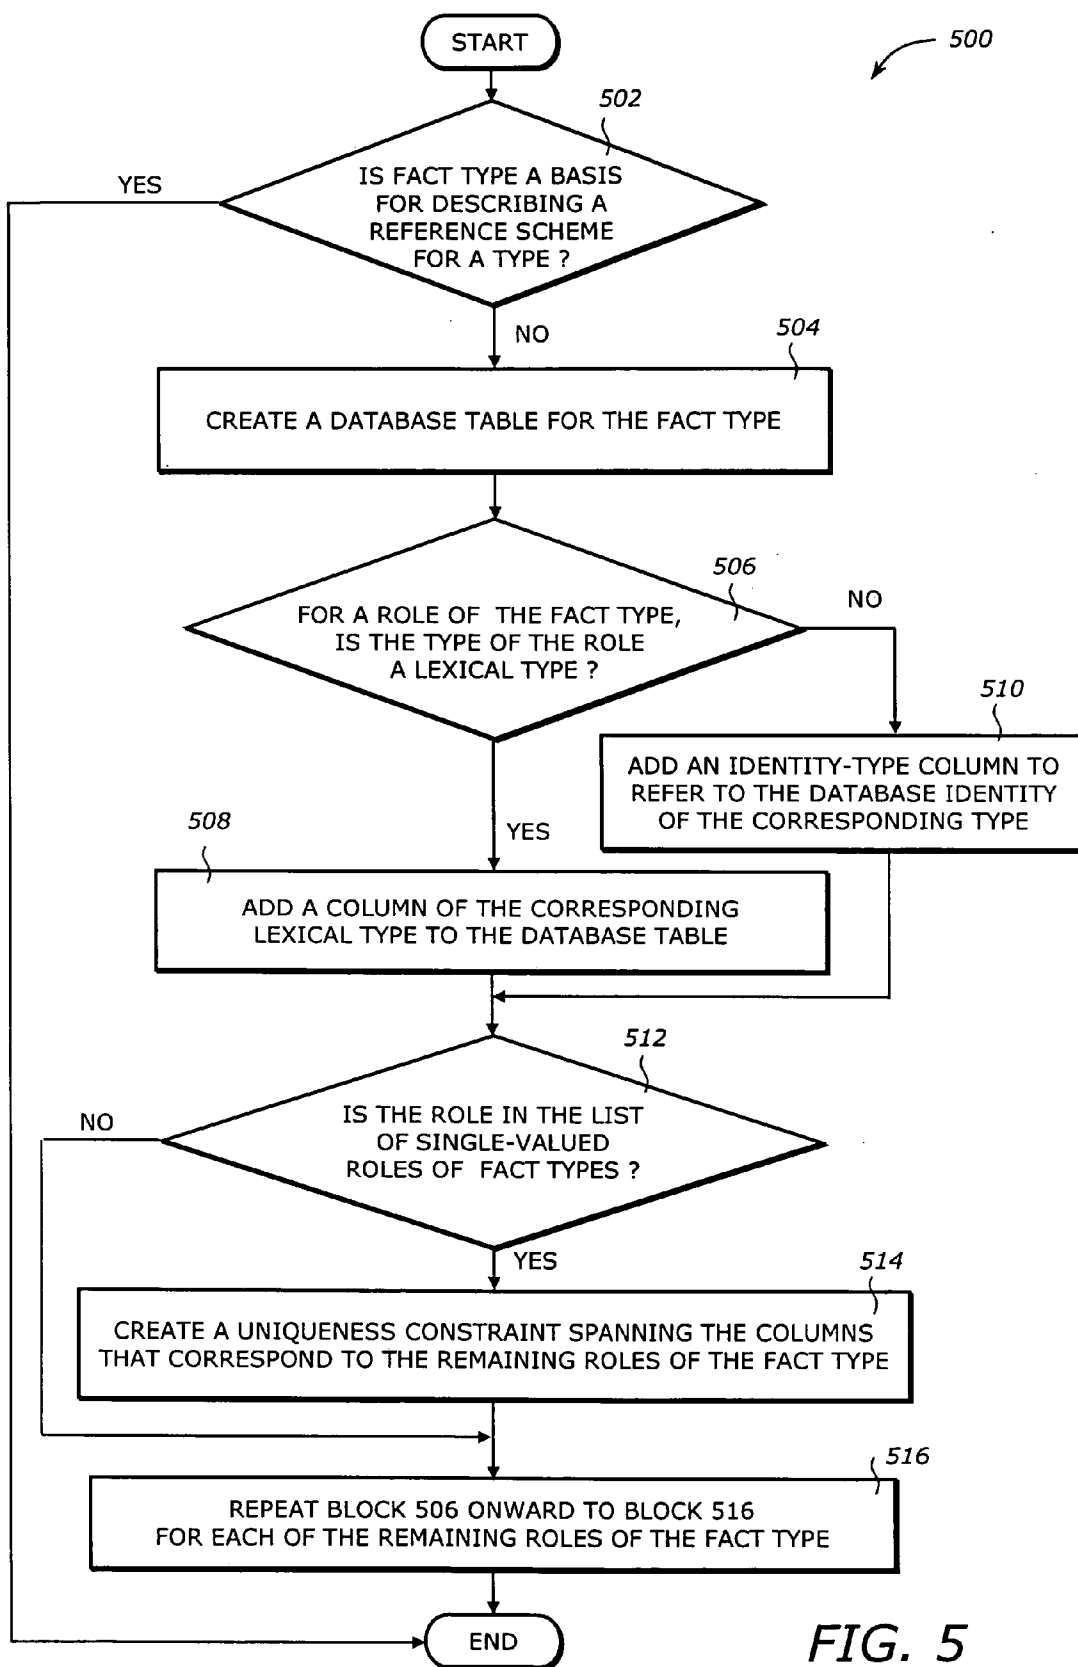 START
500
502
IS FACT TYPE A BASIS
FOR DESCRIBING A
REFERENCE SCHEME
FOR A TYPE ?
YES
NO
504
CREATE A DATABASE TABLE FOR THE FACT TYPE
506
FOR A ROLE OF THE FACT TYPE,
IS THE TYPE OF THE ROLE
A LEXICAL TYPE ?
NO
510
ADD AN IDENTITY-TYPE COLUMN TO
REFER TO THE DATABASE IDENTITY
OF THE CORRESPONDING TYPE
YES
508
ADD A COLUMN OF THE CORRESPONDING
LEXICAL TYPE TO THE DATABASE TABLE
512
IS THE ROLE IN THE LIST
OF SINGLE-VALUED
ROLES OF FACT TYPES ?
NO
YES
514
CREATE A UNIQUENESS CONSTRAINT SPANNING THE COLUMNS
THAT CORRESPOND TO THE REMAINING ROLES OF THE FACT TYPE
516
REPEAT BLOCK 506 ONWARD TO BLOCK 516
FOR EACH OF THE REMAINING ROLES OF THE FACT TYPE
END
FIG. 5